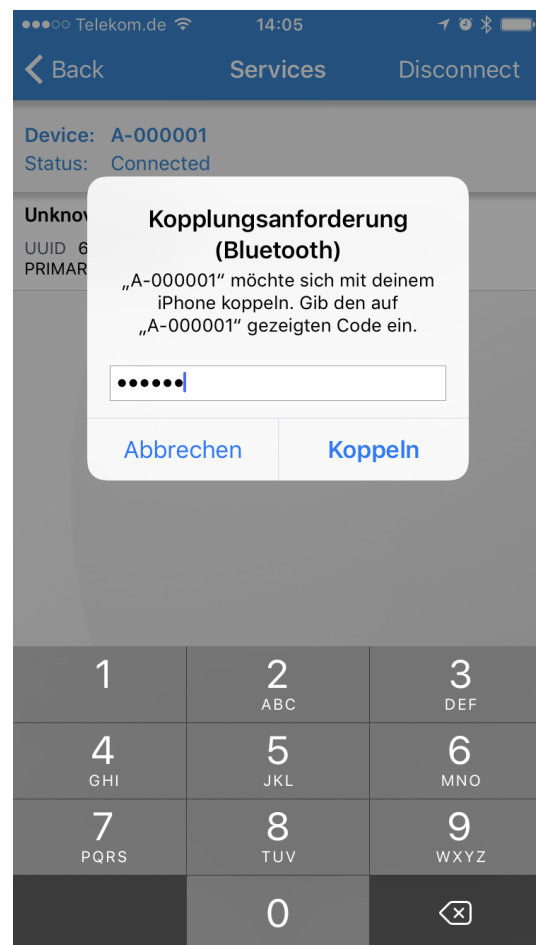 Telekom.de 14:05
Back Services Disconnect
Device: A-000001
Status: Connected
Kopplungsanforderung
(Bluetooth)
„A-000001“ möchte sich mit deinem
iPhone koppeln. Gib den auf
„A-000001“ gezeigten Code ein.
UUID 6
Abbrechen Koppeln
1 2 3
ABC DEF
4 5 6
GHI JKL MNO
7 8 9
PQRS TUV WXYZ
0